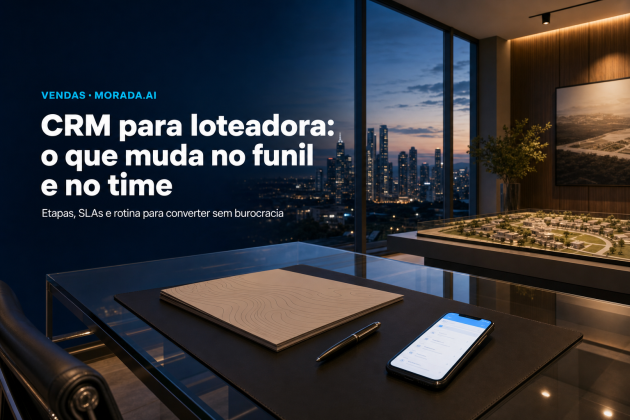 VENDAS · MORADA.AI
CRM para loteadora:
o que muda no funil
e no time
Etapas, SLAs e rotina para converter sem burocracia